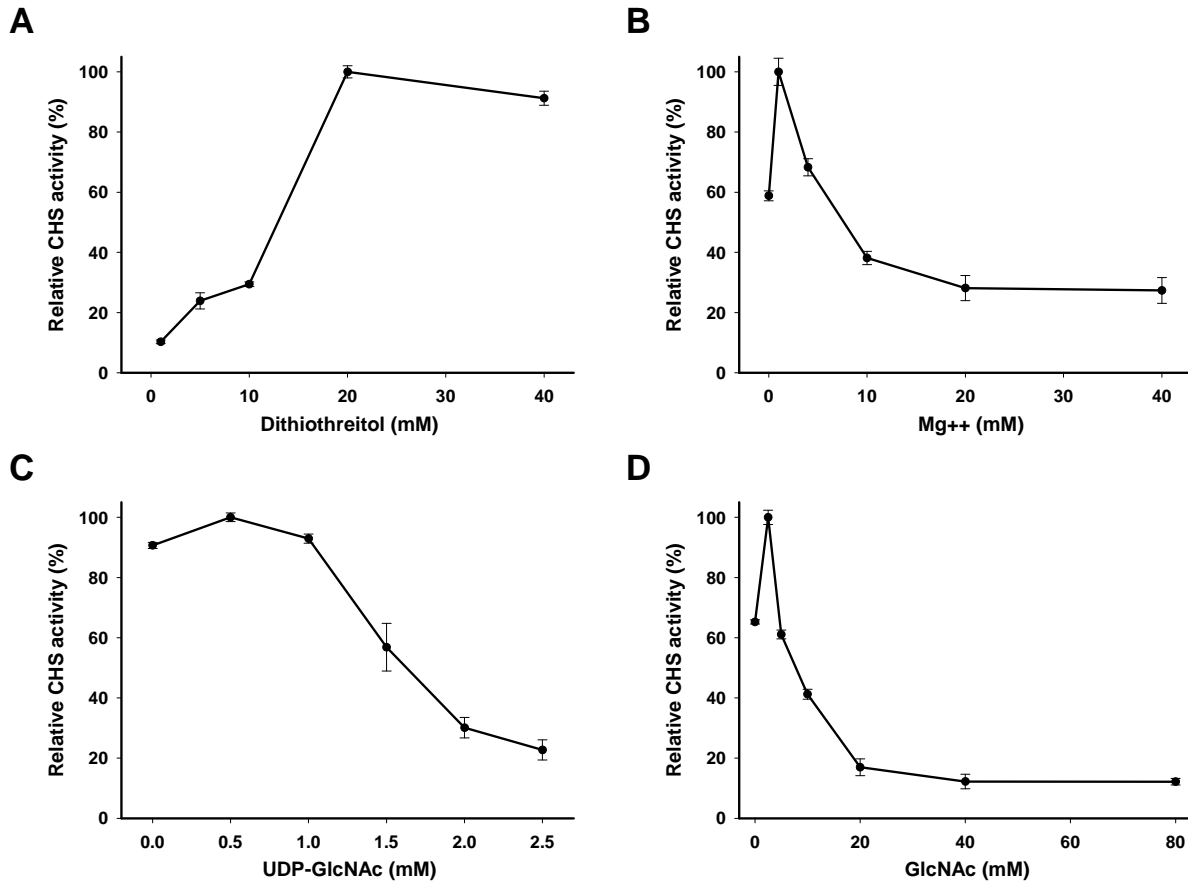 A
B
Relative CHS activity (%)
100
80
60
40
20
0
0 10 20 30 40
Dithiothreitol (mM)
Relative CHS activity (%)
100
80
60
40
20
0
0 10 20 30 40
Mg++ (mM)
C
D
Relative CHS activity (%)
100
80
60
40
20
0
0.0 0.5 1.0 1.5 2.0 2.5
UDP-GlcNAc (mM)
Relative CHS activity (%)
100
80
60
40
20
0
0 20 40 60 80
GlcNAc (mM)